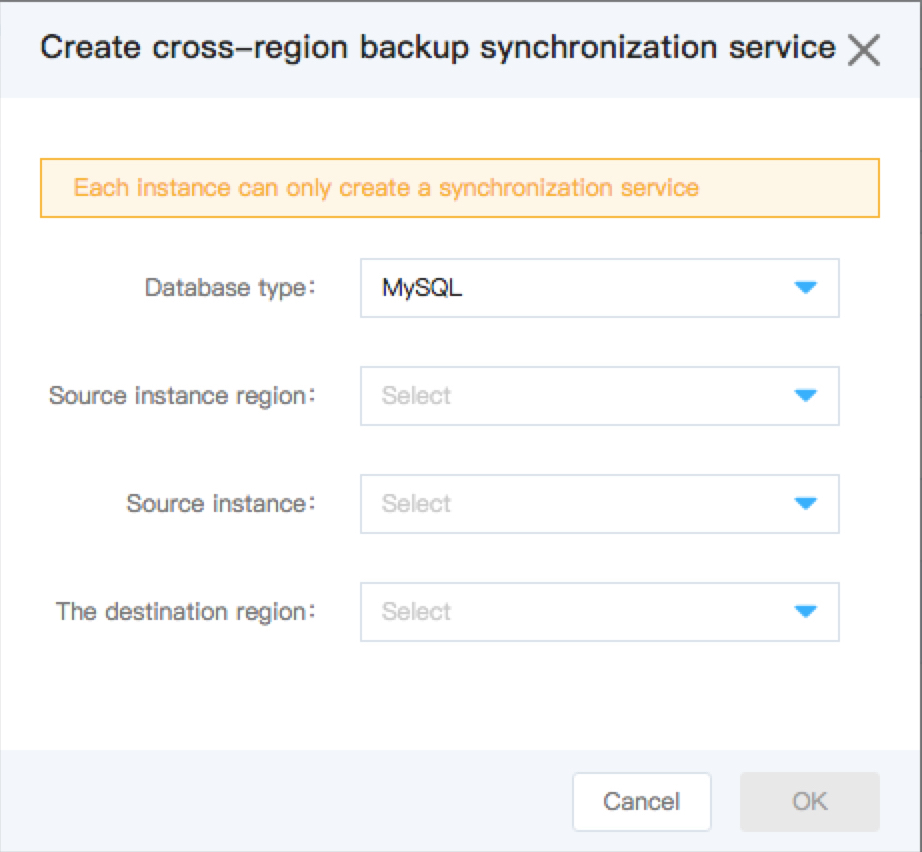 Create cross-region backup synchronization service
Each instance can only create a synchronization service
Database type: MySQL
Source instance region: Select
Source instance: Select
The destination region: Select
Cancel OK